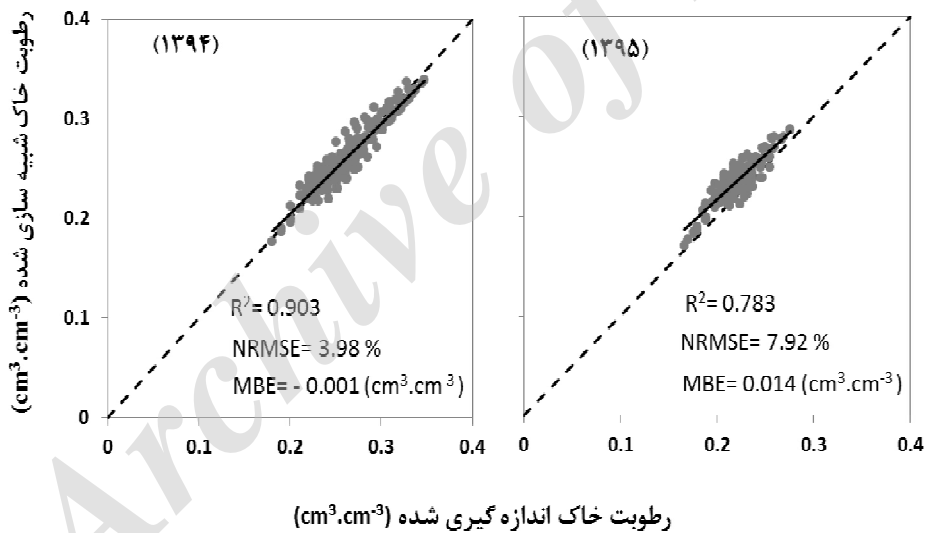 رطوبت خاک شبیه سازی شده (cm³.cm⁻³)
0.4
0.3
0.2
0.1
0
(۱۳۹۴)
R²= 0.903
NRMSE= 3.98 %
MBE= - 0.001 (cm³.cm⁻³)
0
0.1
0.2
0.3
0.4
(۱۳۹۵)
R²= 0.783
NRMSE= 7.92 %
MBE= 0.014 (cm³.cm⁻³)
0
0.1
0.2
0.3
0.4
رطوبت خاک اندازه گیری شده (cm³.cm⁻³)
Archive of